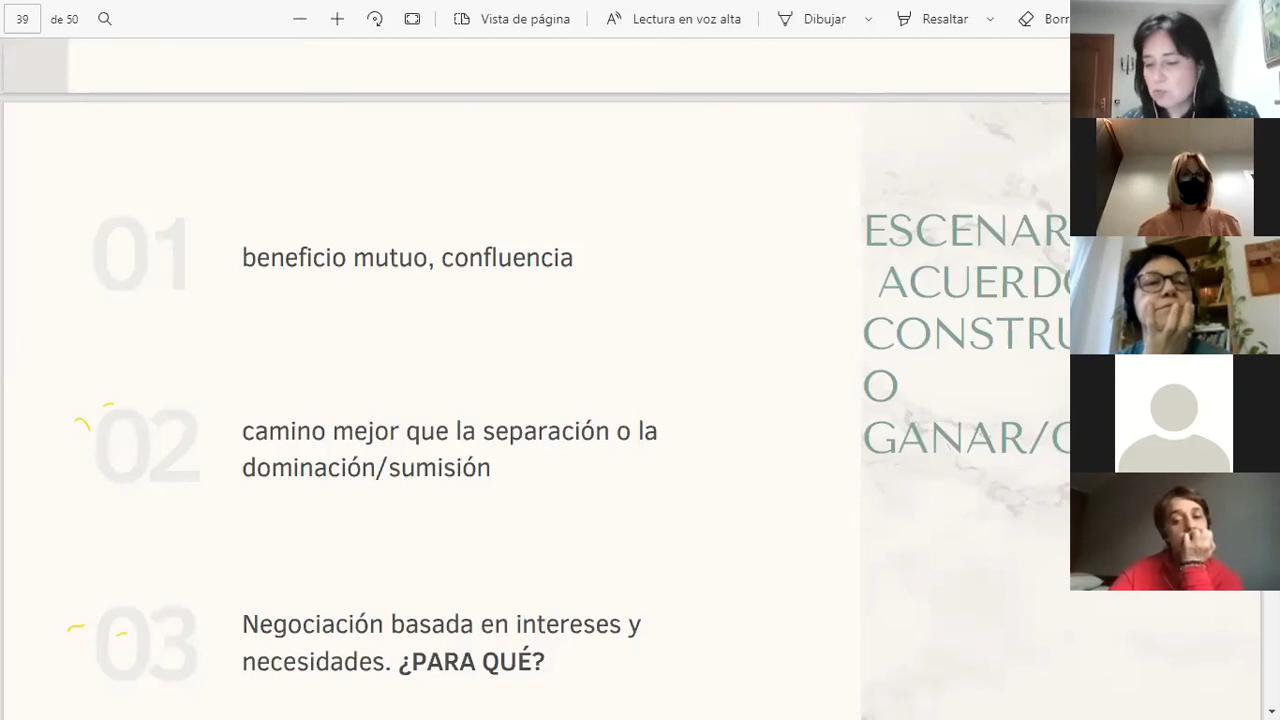 39 de 50 Vista de página Lectura en voz alta Dibujar Resaltar
01
beneficio mutuo, confluencia
02
camino mejor que la separación o la
dominación/sumisión
03
Negociación basada en intereses y
necesidades. ¿PARA QUÉ?
ESCENAR
ACUERDO
CONSTRU
O
GANAR/